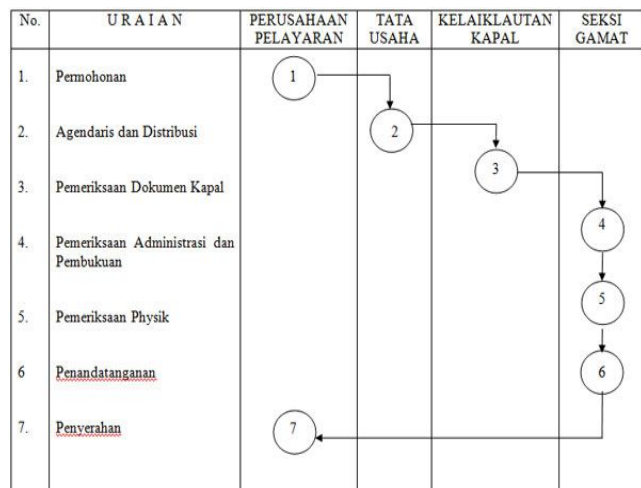 No. U R A I A N PERUSAHAAN PELAYARAN TATA USAHA KELAIKLAUTAN KAPAL SEKSI GAMAT
1. Permohonan 1
2. Agendaris dan Distribusi 2
3. Pemeriksaan Dokumen Kapal 3
4. Pemeriksaan Administrasi dan Pembukuan 4
5. Pemeriksaan Physik 5
6 Penandatanganan 6
7. Penyerahan 7